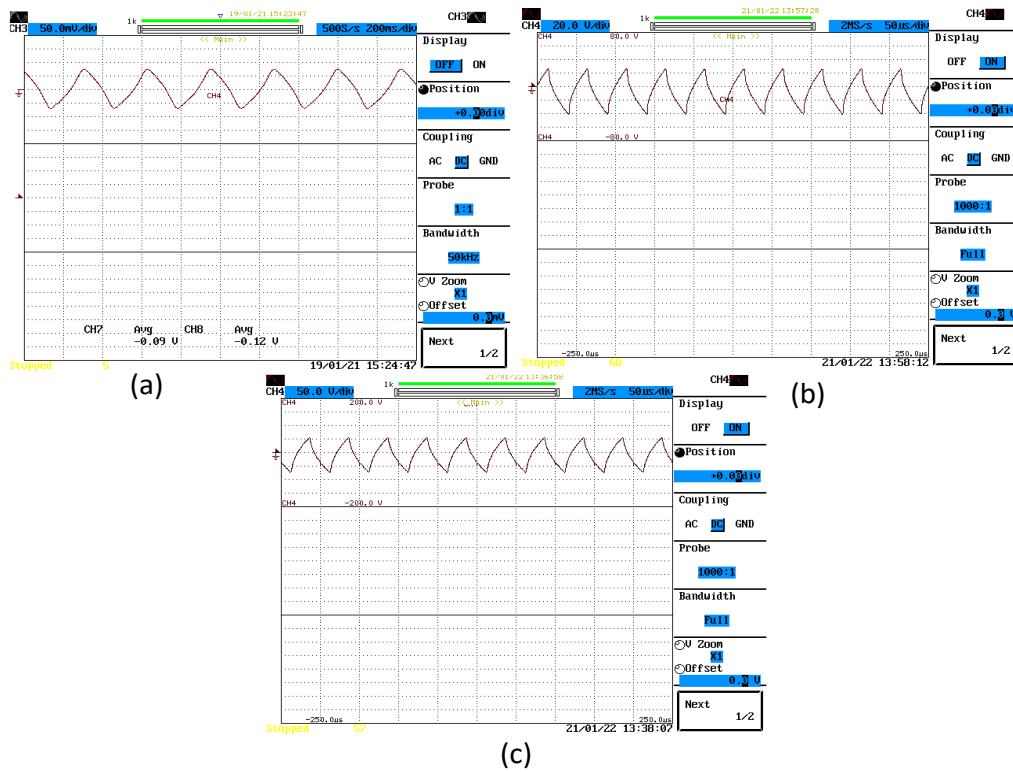 19/01/21 15:23:47
1k
CH3 50.0mV/div
500S/s 200ms/div
CH3
<< Main >>
CH4
CH7 Avg CH8 Avg
-0.09 V -0.12 V
Stopped 5
19/01/21 15:24:47
Display
OFF ON
Position
+0.00div
Coupling
AC DC GND
Probe
1:1
Bandwidth
50kHz
V Zoom
X1
Offset
0.0mV
Next
1/2
(a)
21/01/22 13:57:28
1k
CH4 20.0 V/div
2MS/s 50us/div
CH4
CH4 80.0 V
<< Main >>
CH4
CH4 -80.0 V
-250.0us
250.0us
Stopped 60
21/01/22 13:58:12
Display
OFF ON
Position
+0.00div
Coupling
AC DC GND
Probe
1000:1
Bandwidth
Full
V Zoom
X1
Offset
0.0 V
Next
1/2
(b)
21/01/22 13:36:58
1k
CH4 50.0 V/div
2MS/s 50us/div
CH4
CH4 200.0 V
<< Main >>
CH4 -200.0 V
-250.0us
250.0us
Stopped 57
21/01/22 13:38:07
Display
OFF ON
Position
+0.00div
Coupling
AC DC GND
Probe
1000:1
Bandwidth
Full
V Zoom
X1
Offset
0.0 V
Next
1/2
(c)